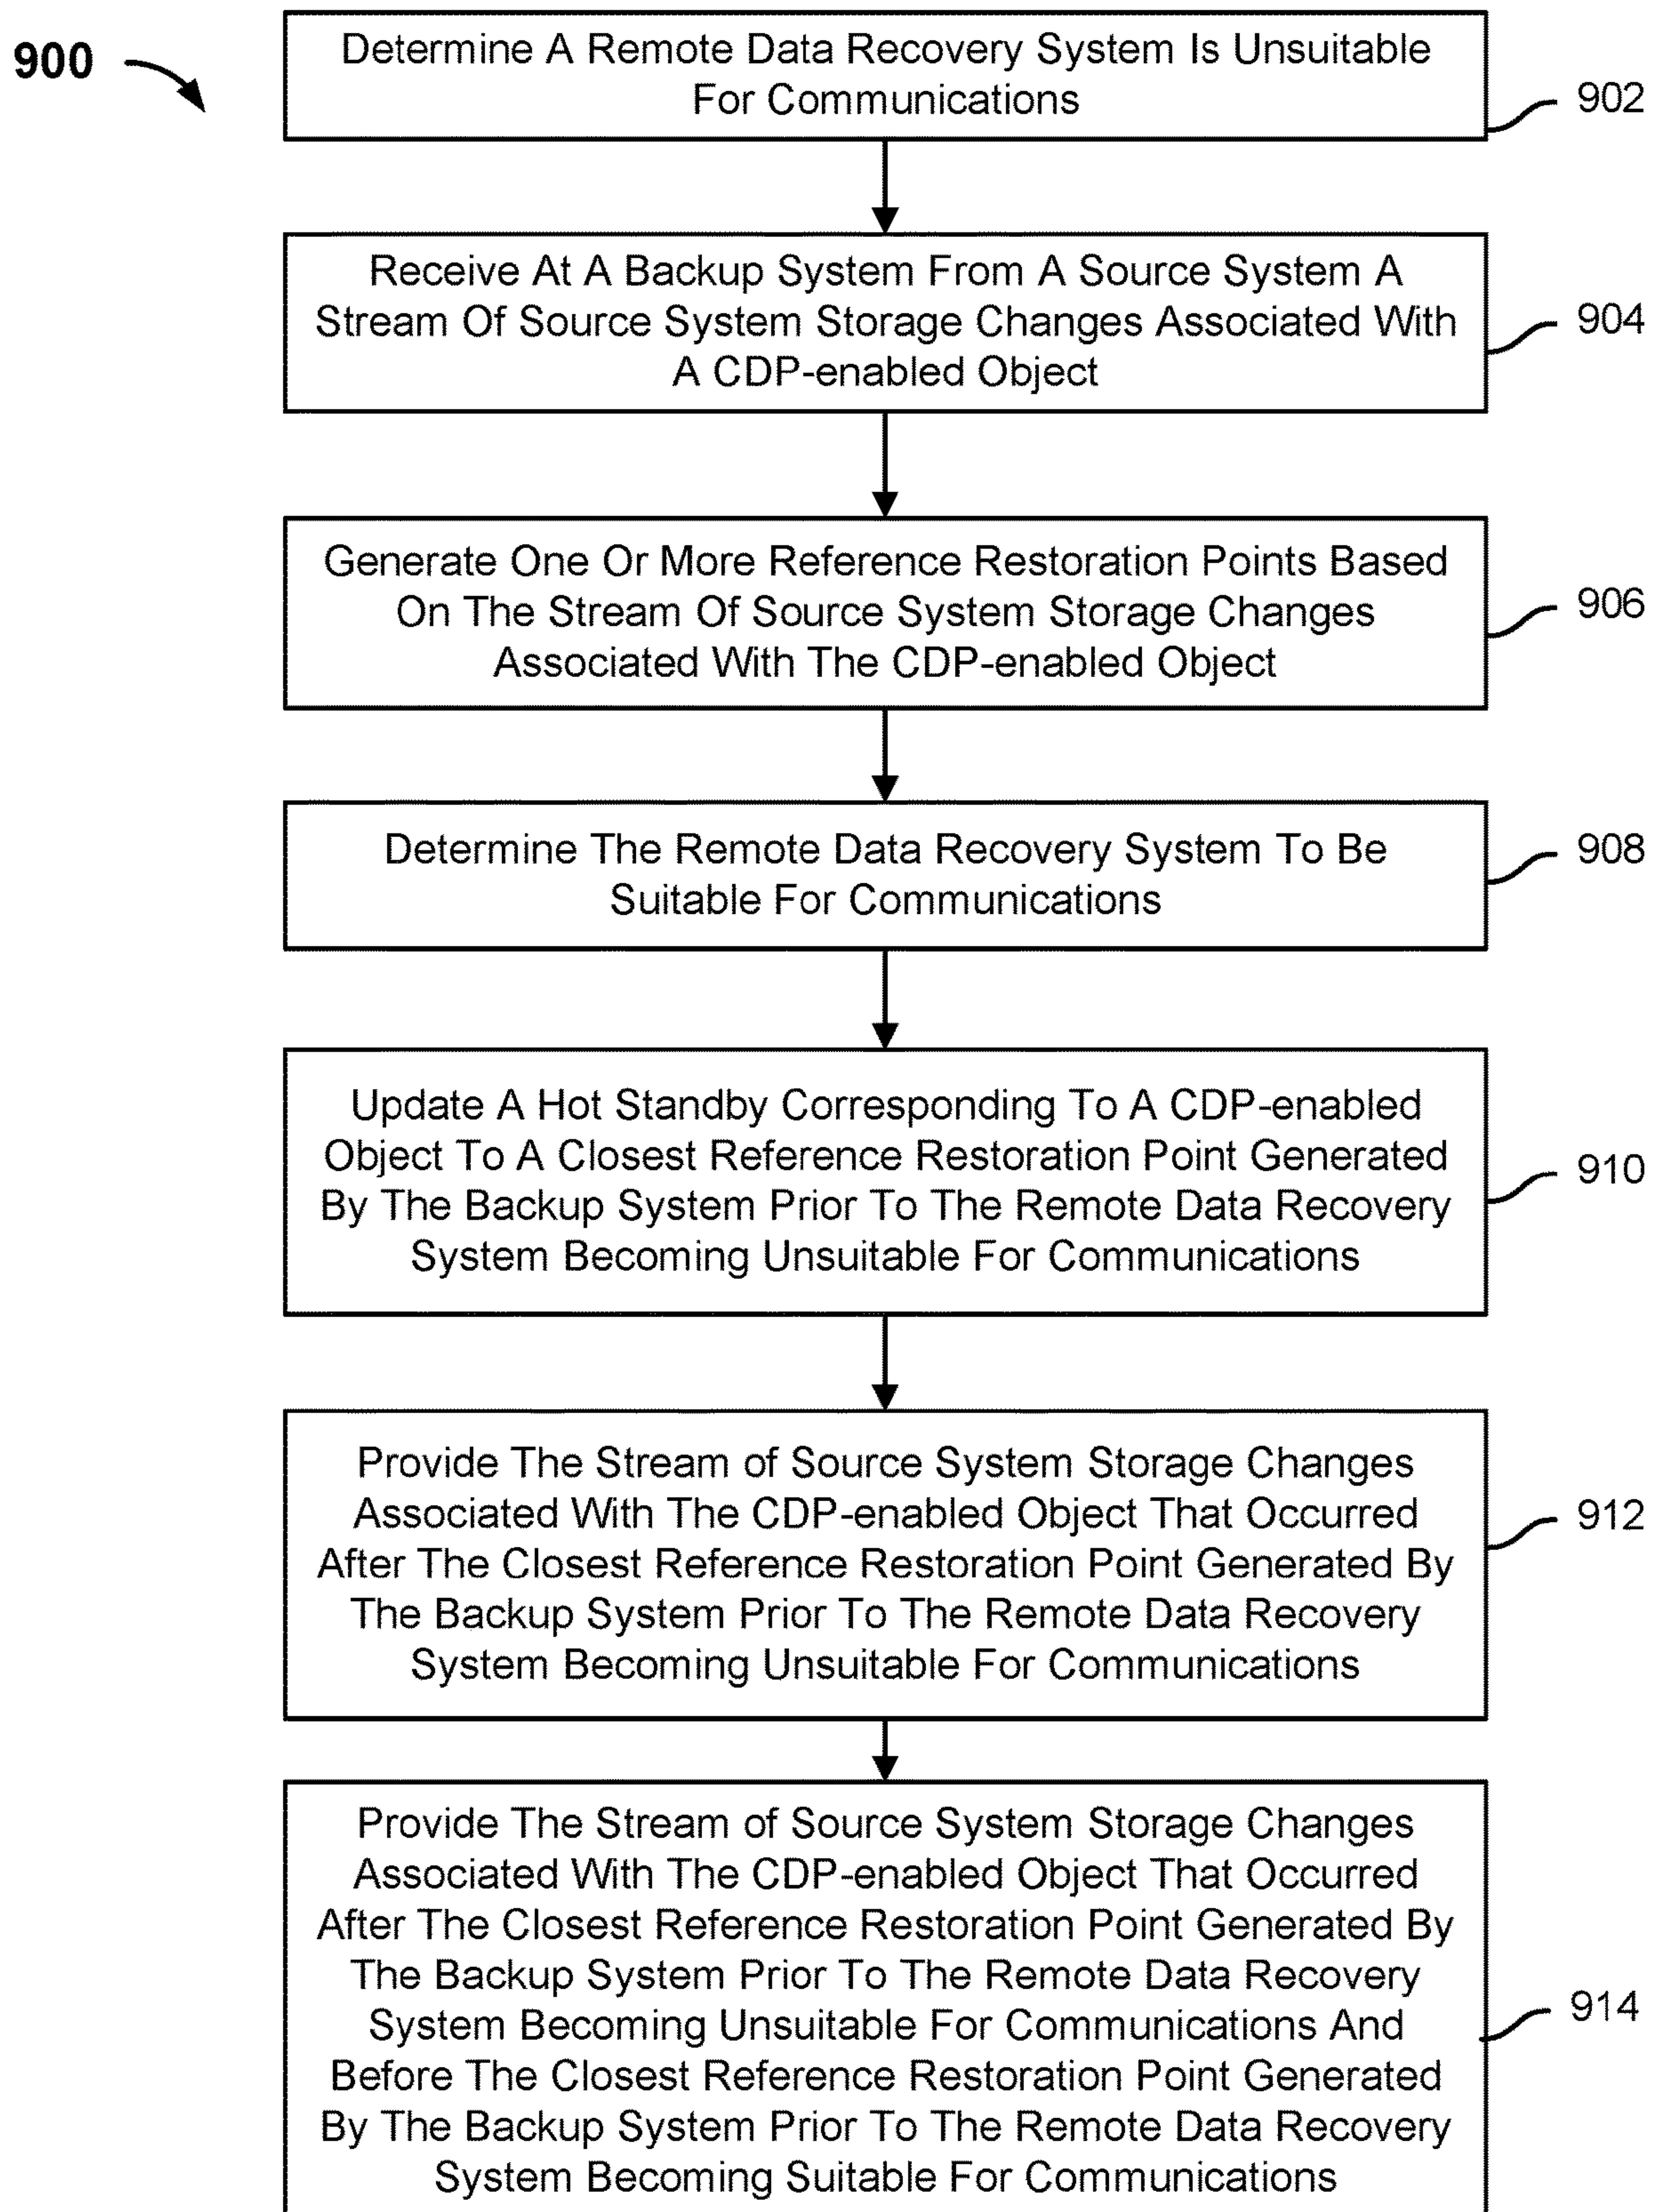 900
Determine A Remote Data Recovery System Is Unsuitable
For Communications
902
Receive At A Backup System From A Source System A
Stream Of Source System Storage Changes Associated With
A CDP-enabled Object
904
Generate One Or More Reference Restoration Points Based
On The Stream Of Source System Storage Changes
Associated With The CDP-enabled Object
906
Determine The Remote Data Recovery System To Be
Suitable For Communications
908
Update A Hot Standby Corresponding To A CDP-enabled
Object To A Closest Reference Restoration Point Generated
By The Backup System Prior To The Remote Data Recovery
System Becoming Unsuitable For Communications
910
Provide The Stream of Source System Storage Changes
Associated With The CDP-enabled Object That Occurred
After The Closest Reference Restoration Point Generated By
The Backup System Prior To The Remote Data Recovery
System Becoming Unsuitable For Communications
912
Provide The Stream of Source System Storage Changes
Associated With The CDP-enabled Object That Occurred
After The Closest Reference Restoration Point Generated By
The Backup System Prior To The Remote Data Recovery
System Becoming Unsuitable For Communications And
Before The Closest Reference Restoration Point Generated
By The Backup System Prior To The Remote Data Recovery
System Becoming Suitable For Communications
914